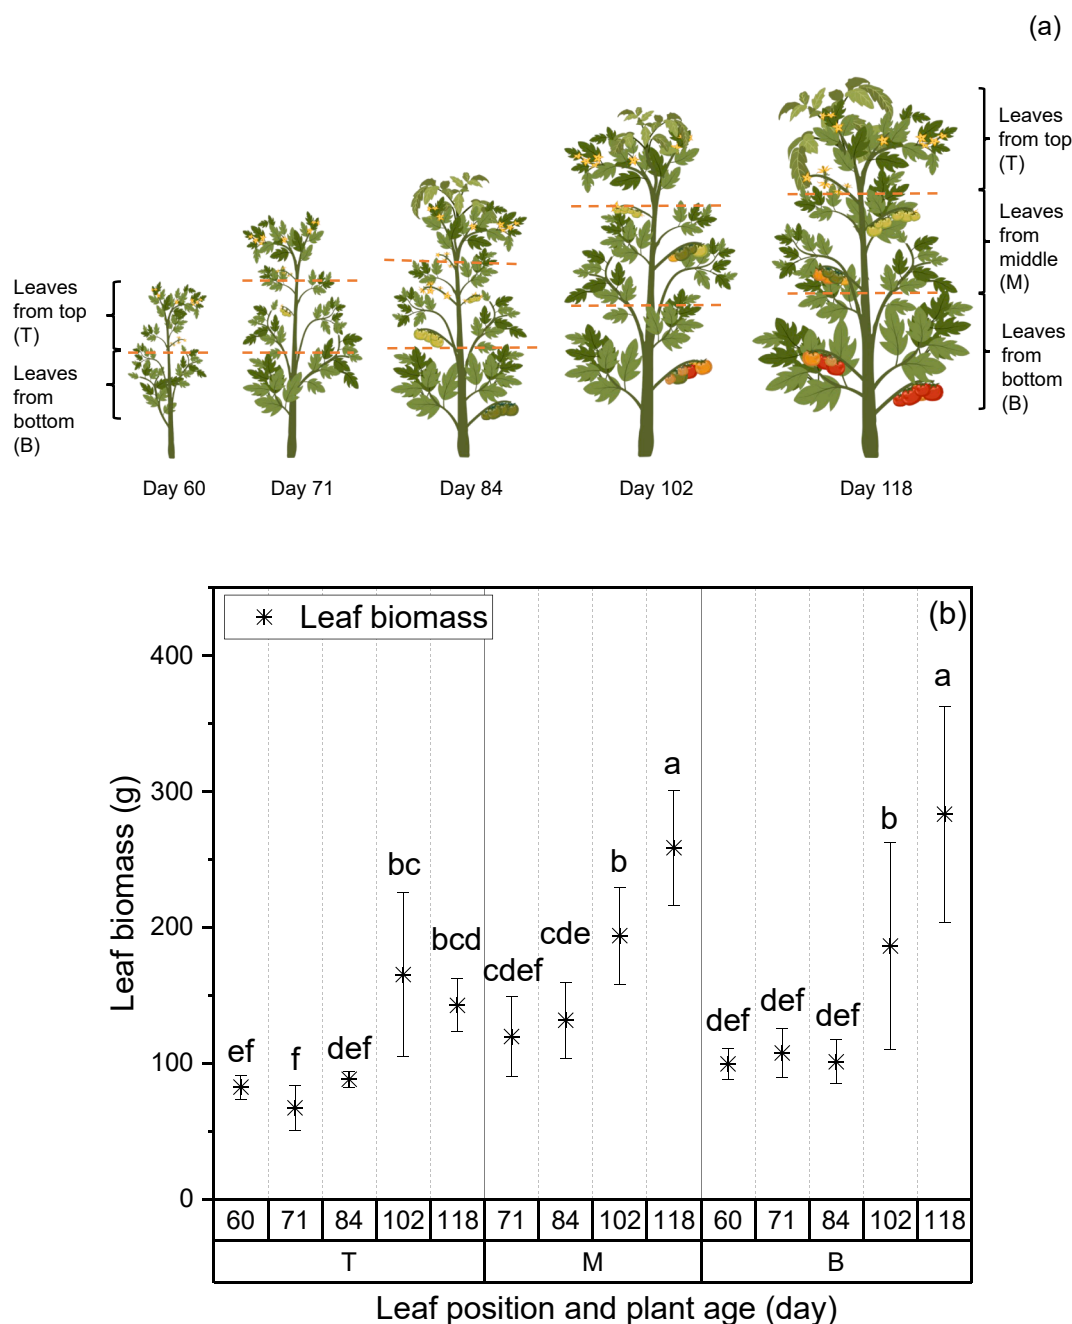 (a)
Leaves
from top
(T)
Leaves
from
middle
(M)
Leaves
from
bottom
(B)
Leaves
from top
(T)
Leaves
from
bottom
(B)
Day 60
Day 71
Day 84
Day 102
Day 118
(b)
Leaf biomass
400
300
200
100
0
Leaf biomass (g)
ef
f
def
bc
bcd
cdef
cde
b
a
def
def
def
b
a
60 71 84 102 118 71 84 102 118 60 71 84 102 118
T M B
Leaf position and plant age (day)